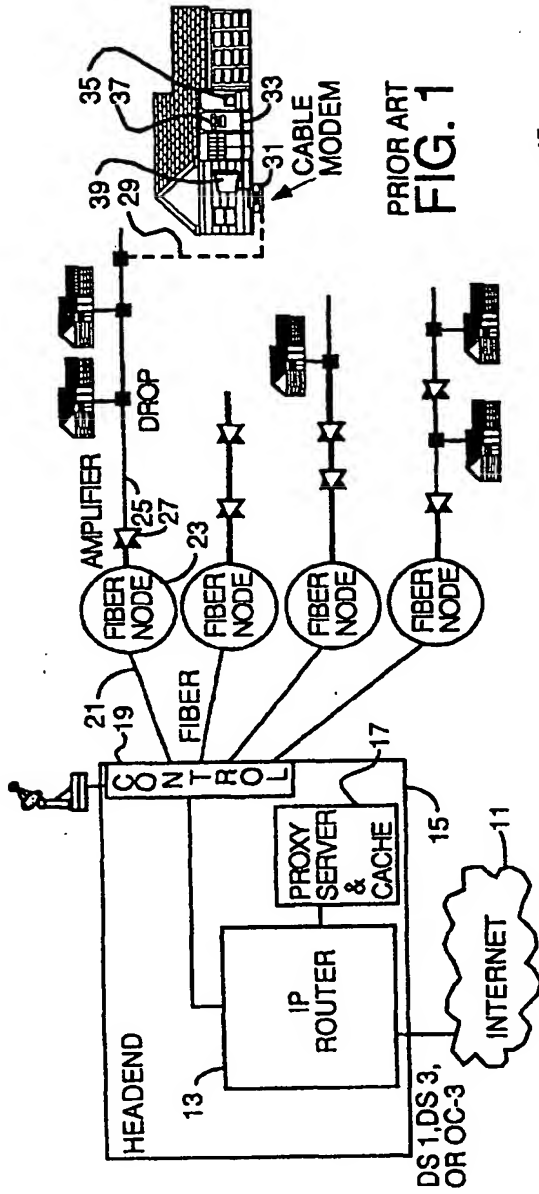 HEADEND
13
IP
ROUTER
PROXY
SERVER
&
CACHE
17
15
CONTROL
19
21
FIBER
DS 1, DS 3,
OR OC-3
INTERNET
11
FIBER
NODE
23
FIBER
NODE
FIBER
NODE
FIBER
NODE
AMPLIFIER
25
27
DROP
29
39
37
35
33
31
CABLE
MODEM
PRIOR ART
FIG. 1